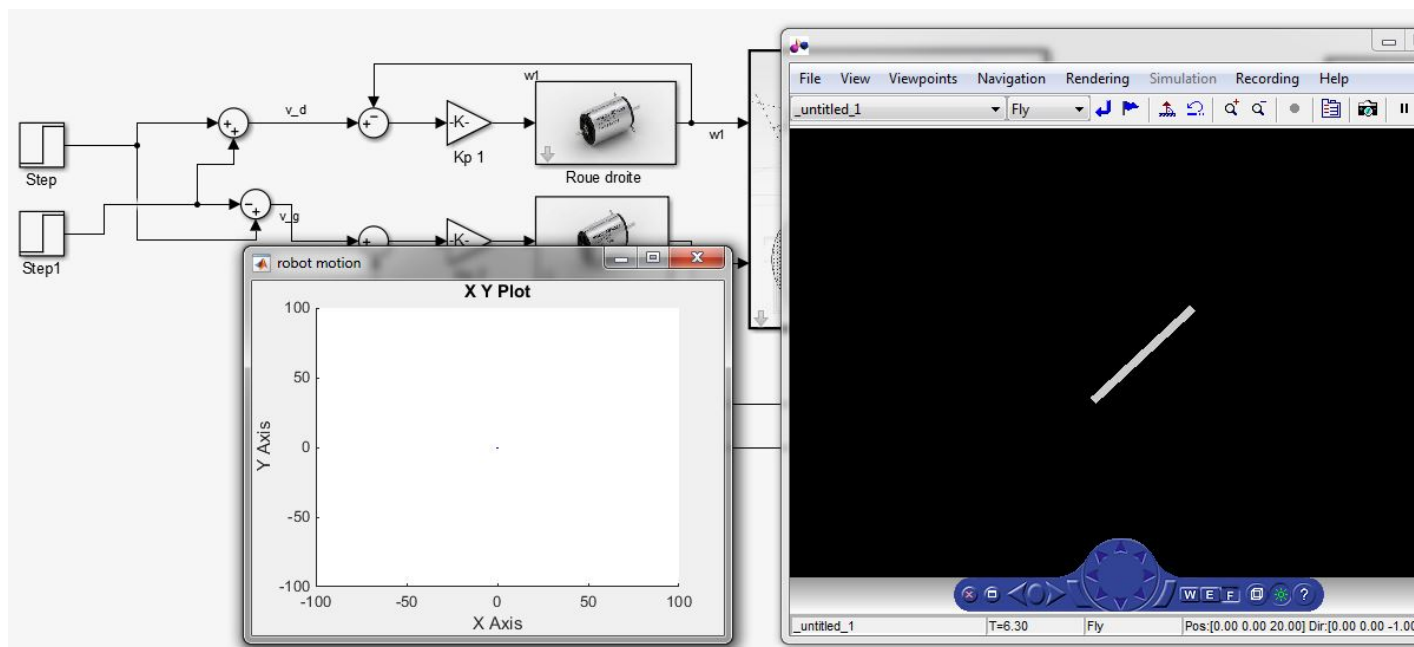 w1
v_d
-K-
Kp 1
w1
Step
Roue droite
v_g
-K-
Step1
robot motion
X Y Plot
100
50
0
-50
-100
Y Axis
-100 -50 0 50 100
X Axis
File View Viewpoints Navigation Rendering Simulation Recording Help
_untitled_1 Fly
W E F ?
_untitled_1 T=6.30 Fly Pos:[0.00 0.00 20.00] Dir:[0.00 0.00 -1.00